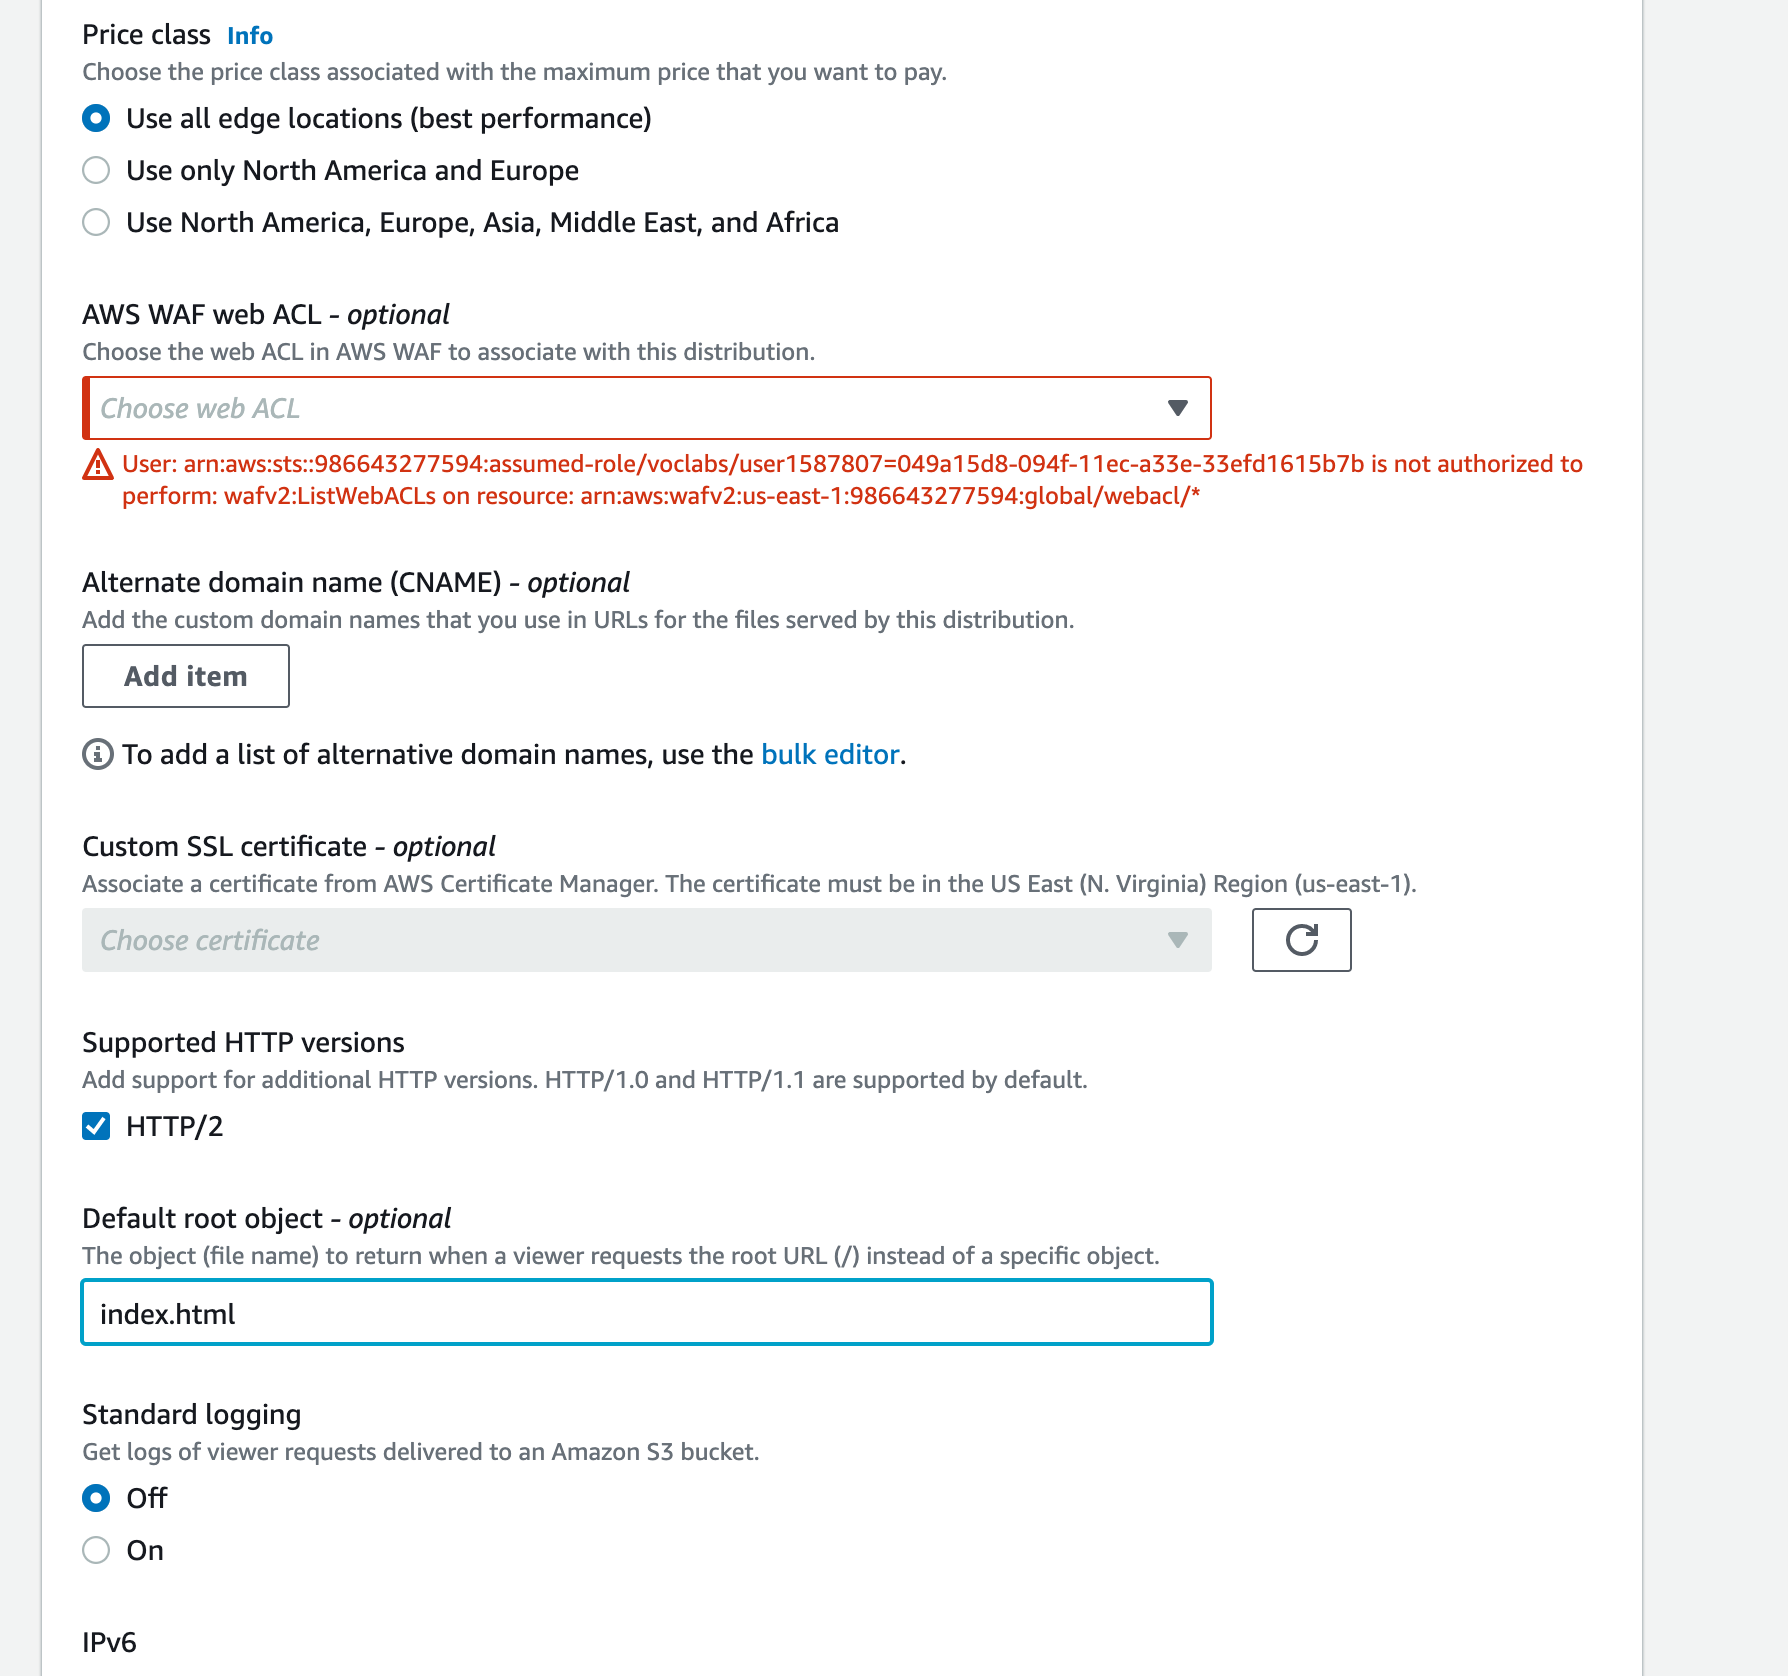 Price class Info
Choose the price class associated with the maximum price that you want to pay.
Use all edge locations (best performance)
Use only North America and Europe
Use North America, Europe, Asia, Middle East, and Africa
AWS WAF web ACL - optional
Choose the web ACL in AWS WAF to associate with this distribution.
Choose web ACL
User: arn:aws:sts::986643277594:assumed-role/voclabs/user1587807=049a15d8-094f-11ec-a33e-33efd1615b7b is not authorized to
perform: wafv2:ListWebACLs on resource: arn:aws:wafv2:us-east-1:986643277594:global/webacl/*
Alternate domain name (CNAME) - optional
Add the custom domain names that you use in URLs for the files served by this distribution.
Add item
To add a list of alternative domain names, use the bulk editor.
Custom SSL certificate - optional
Associate a certificate from AWS Certificate Manager. The certificate must be in the US East (N. Virginia) Region (us-east-1).
Choose certificate
Supported HTTP versions
Add support for additional HTTP versions. HTTP/1.0 and HTTP/1.1 are supported by default.
HTTP/2
Default root object - optional
The object (file name) to return when a viewer requests the root URL (/) instead of a specific object.
index.html
Standard logging
Get logs of viewer requests delivered to an Amazon S3 bucket.
Off
On
IPv6